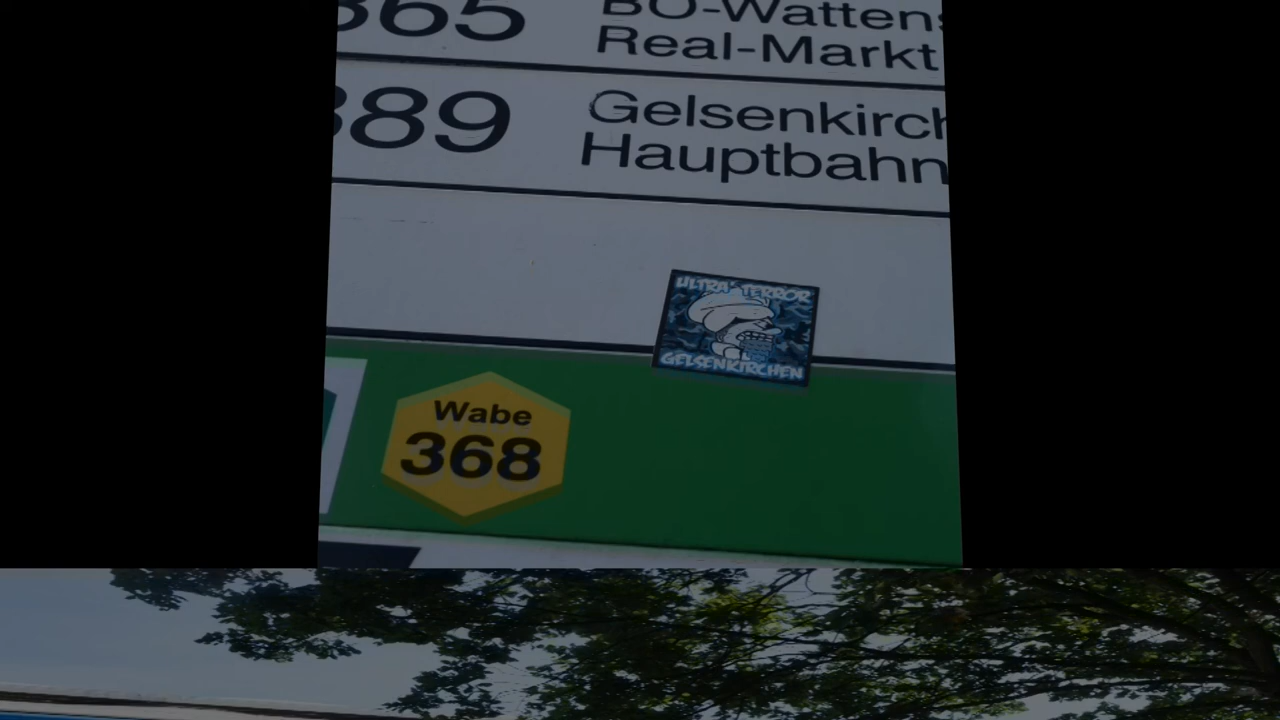 365 BO-Wattens
Real-Markt
389 Gelsenkirch
Hauptbahn
ULTRA TERROR
GELSENKIRCHEN
Wabe
368